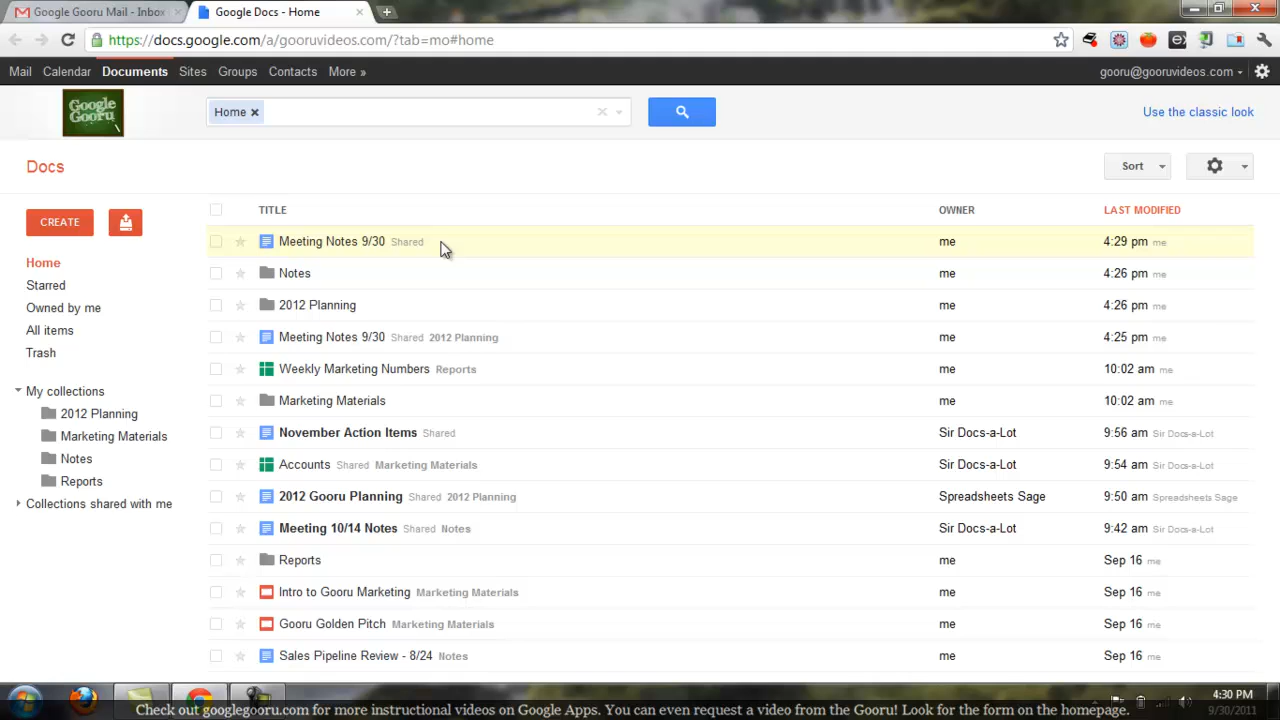 Google Gooru Mail - Inbox
Google Docs - Home
https://docs.google.com/a/gooruvideos.com/?tab=mo#home
Mail Calendar Documents Sites Groups Contacts More »
gooru@gooruvideos.com
Google Gooru
Home
Use the classic look
Docs
Sort
CREATE
Home
Starred
Owned by me
All items
Trash
My collections
2012 Planning
Marketing Materials
Notes
Reports
Collections shared with me
TITLE OWNER LAST MODIFIED
Meeting Notes 9/30 Shared me 4:29 pm me
Notes me 4:26 pm me
2012 Planning me 4:26 pm me
Meeting Notes 9/30 Shared 2012 Planning me 4:25 pm me
Weekly Marketing Numbers Reports me 10:02 am me
Marketing Materials me 10:02 am me
November Action Items Shared Sir Docs-a-Lot 9:56 am Sir Docs-a-Lot
Accounts Shared Marketing Materials Sir Docs-a-Lot 9:54 am Sir Docs-a-Lot
2012 Gooru Planning Shared 2012 Planning Spreadsheets Sage 9:50 am Spreadsheets Sage
Meeting 10/14 Notes Shared Notes Sir Docs-a-Lot 9:42 am Sir Docs-a-Lot
Reports me Sep 16 me
Intro to Gooru Marketing Marketing Materials me Sep 16 me
Gooru Golden Pitch Marketing Materials me Sep 16 me
Sales Pipeline Review - 8/24 Notes me Sep 16 me
4:30 PM
9/30/2011
Check out googlegooru.com for more instructional videos on Google Apps. You can even request a video from the Gooru! Look for the form on the homepage.